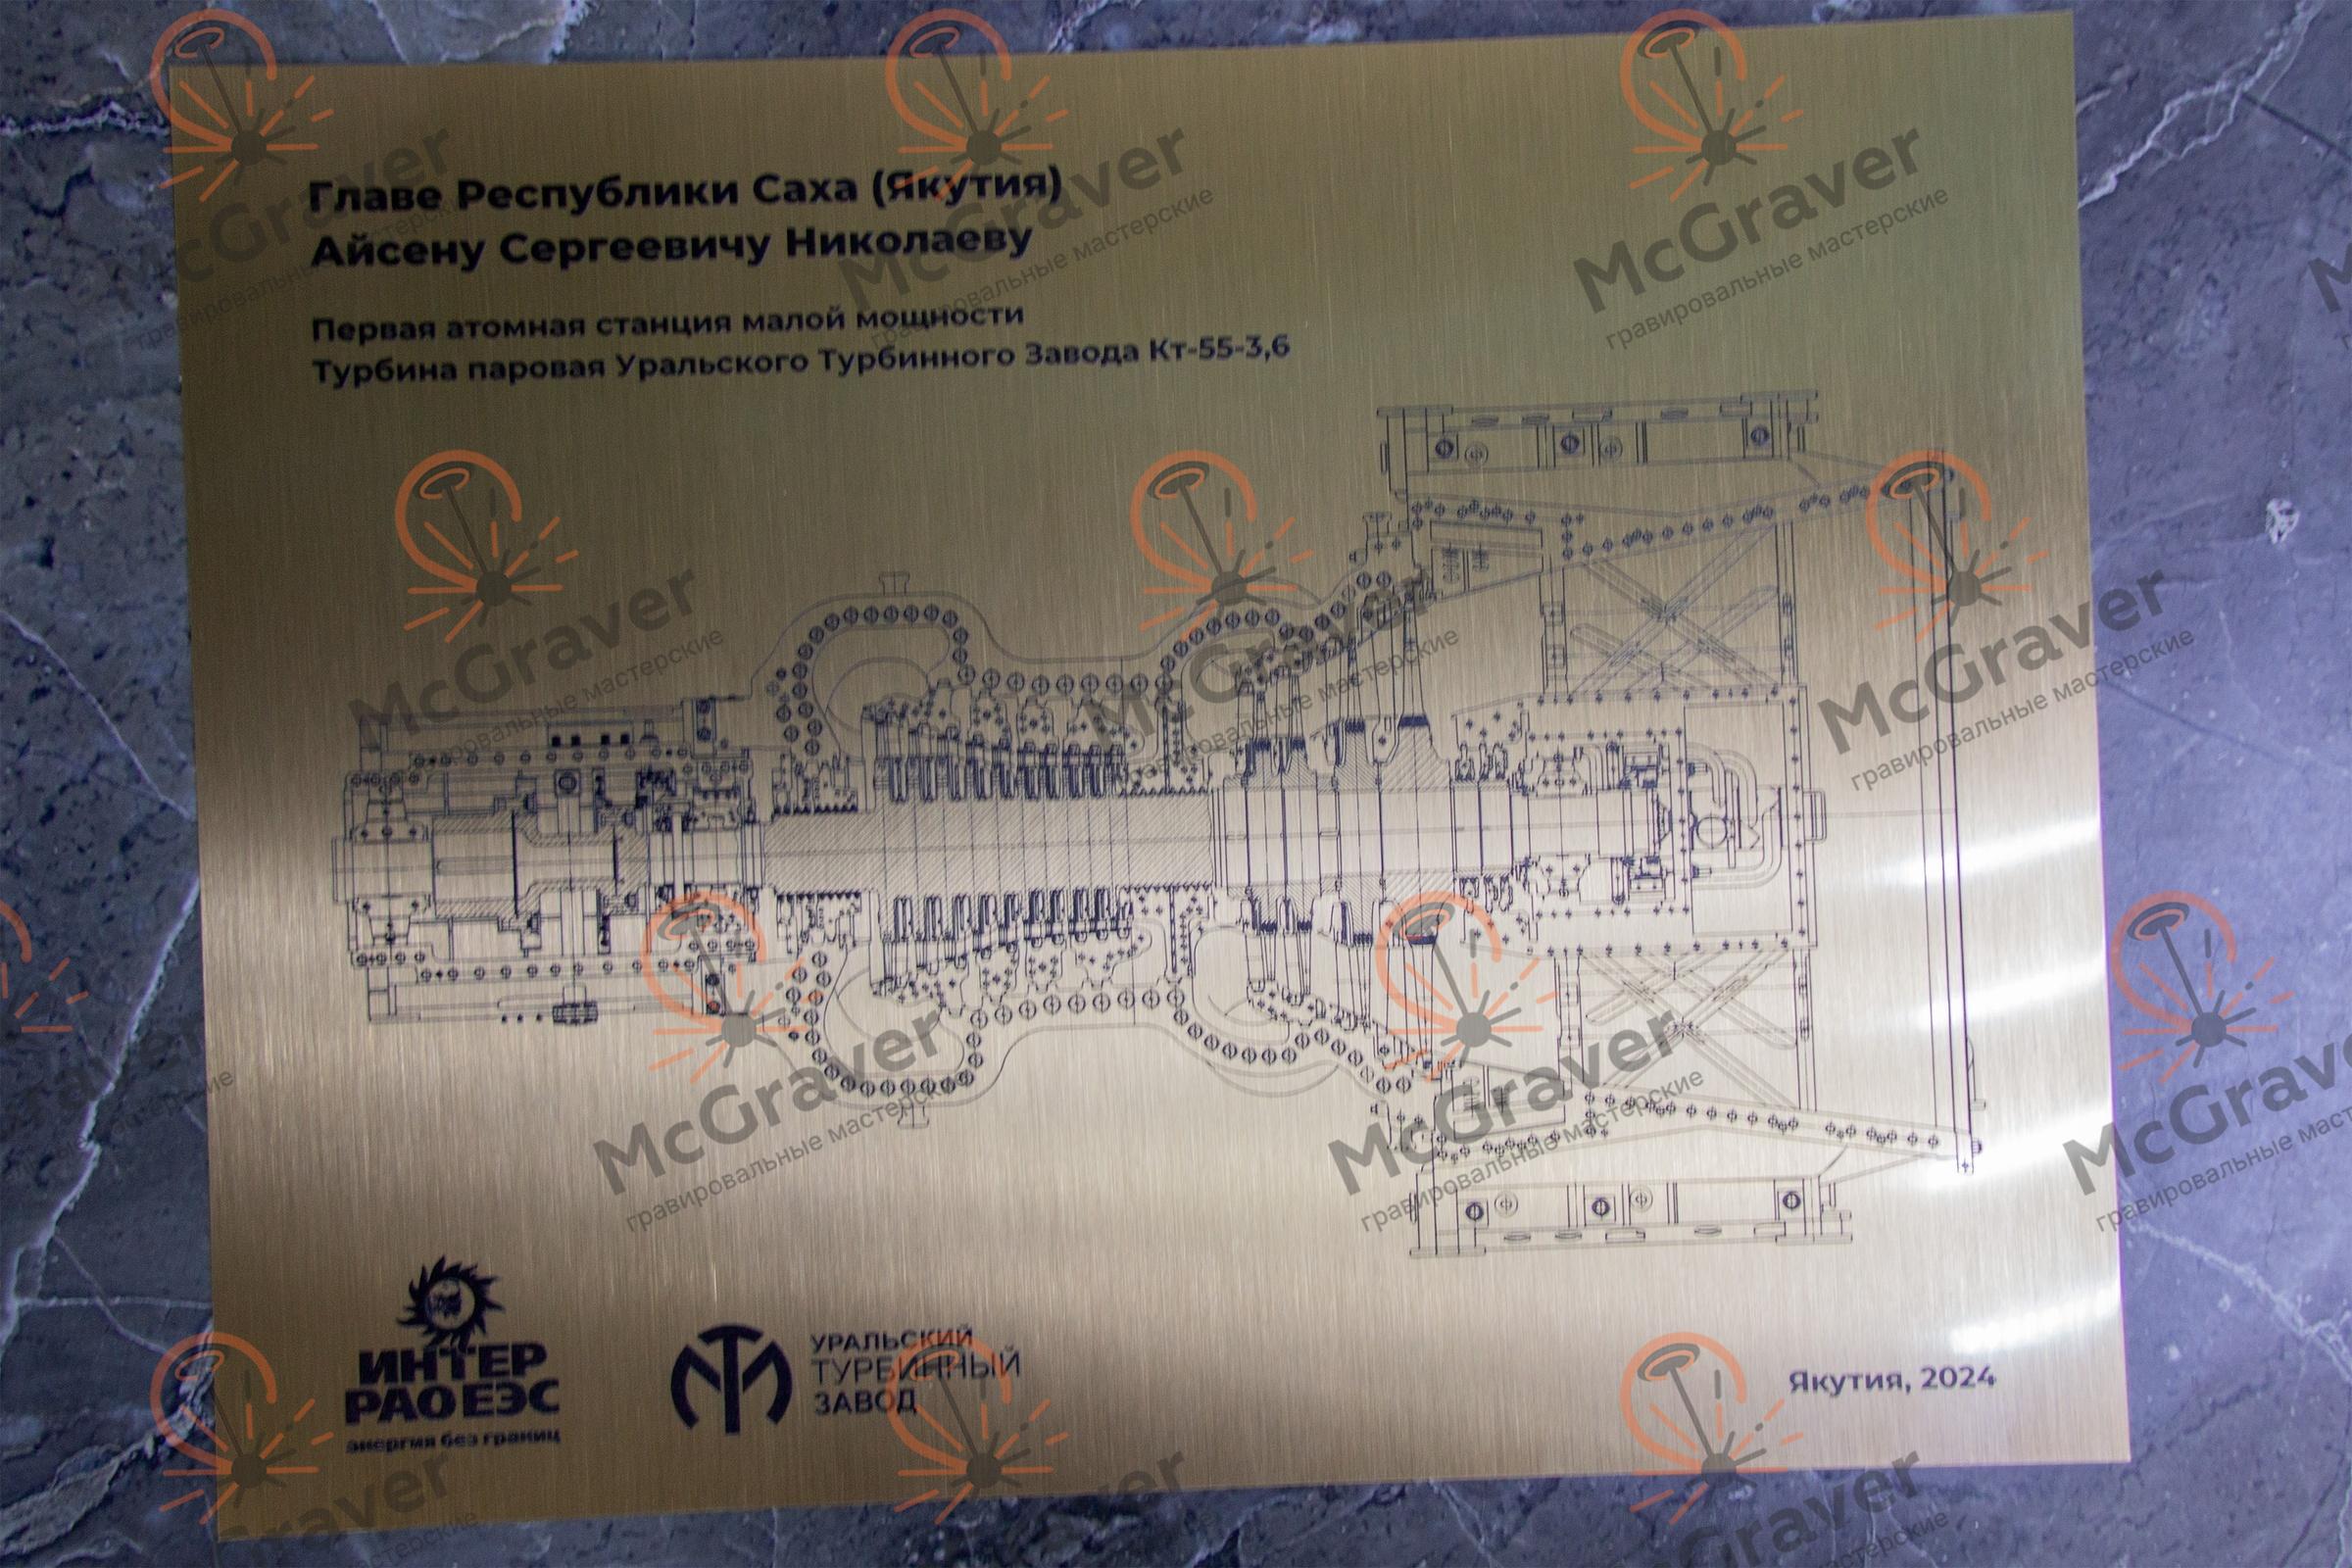 Главе Республики Саха (Якутия)
Айсену Сергеевичу Николаеву
Первая атомная станция малой мощности
Турбина паровая Уральского Турбинного Завода Кт-55-3,6
ИНТЕР
РАО ЕЭС
энергия без границ
УРАЛЬСКИЙ
ТУРБИННЫЙ
ЗАВОД
Якутия, 2024
McGraver
гравировальные мастерские